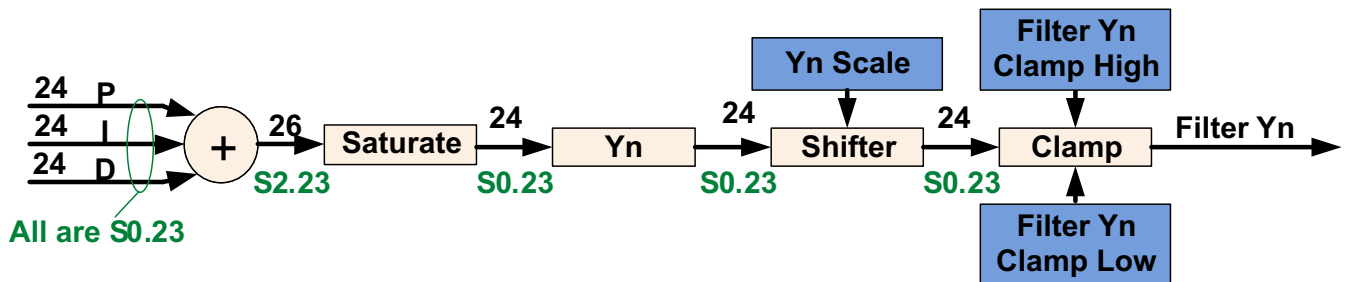 24 P
24 I
24 D
All are S0.23
+
26
S2.23
Saturate
24
S0.23
Yn
24
S0.23
Yn Scale
Shifter
24
S0.23
Filter Yn
Clamp High
Clamp
Filter Yn
Clamp Low
Filter Yn